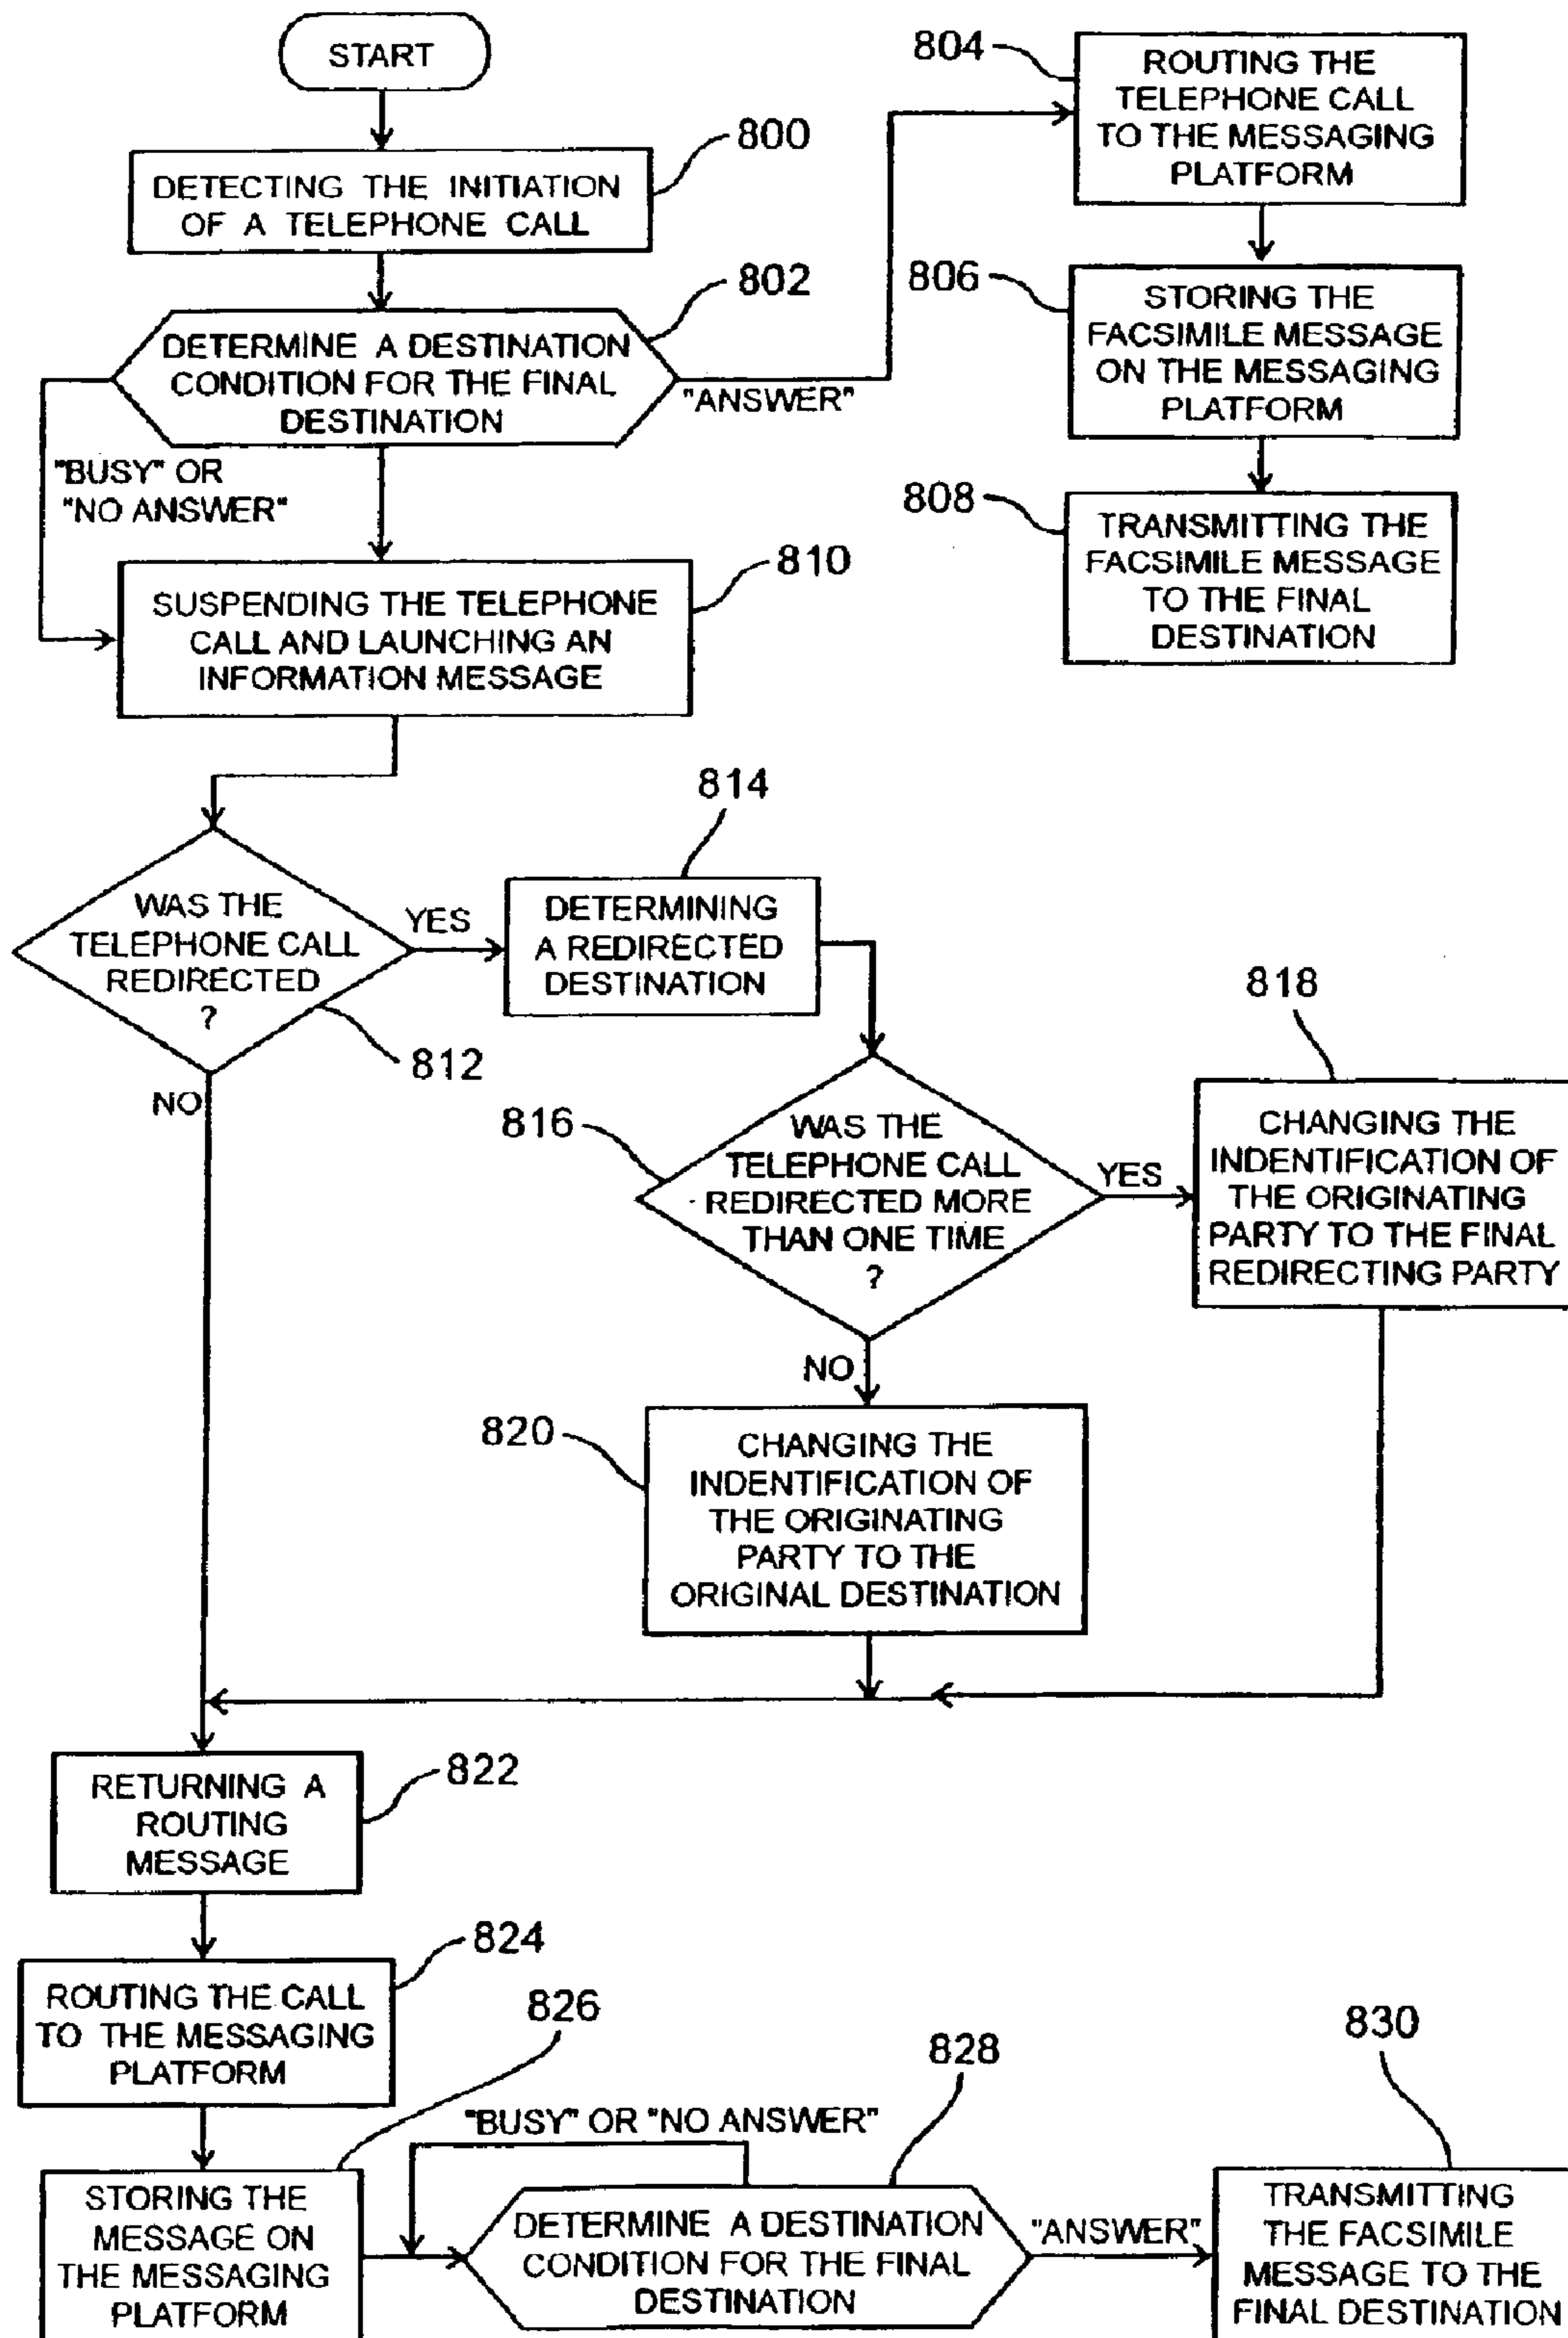 START
800
DETECTING THE INITIATION
OF A TELEPHONE CALL
802
DETERMINE A DESTINATION
CONDITION FOR THE FINAL
DESTINATION
"ANSWER"
"BUSY" OR
"NO ANSWER"
804
ROUTING THE
TELEPHONE CALL
TO THE MESSAGING
PLATFORM
806
STORING THE
FACSIMILE MESSAGE
ON THE MESSAGING
PLATFORM
808
TRANSMITTING THE
FACSIMILE MESSAGE
TO THE FINAL
DESTINATION
810
SUSPENDING THE TELEPHONE
CALL AND LAUNCHING AN
INFORMATION MESSAGE
WAS THE
TELEPHONE CALL
REDIRECTED
?
812
YES
NO
814
DETERMINING
A REDIRECTED
DESTINATION
816
WAS THE
TELEPHONE CALL
REDIRECTED MORE
THAN ONE TIME
?
YES
NO
818
CHANGING THE
INDENTIFICATION OF
THE ORIGINATING
PARTY TO THE FINAL
REDIRECTING PARTY
820
CHANGING THE
INDENTIFICATION OF
THE ORIGINATING
PARTY TO THE
ORIGINAL DESTINATION
822
RETURNING A
ROUTING
MESSAGE
824
ROUTING THE CALL
TO THE MESSAGING
PLATFORM
826
STORING THE
MESSAGE ON
THE MESSAGING
PLATFORM
"BUSY" OR "NO ANSWER"
828
DETERMINE A DESTINATION
CONDITION FOR THE FINAL
DESTINATION
"ANSWER"
830
TRANSMITTING
THE FACSIMILE
MESSAGE TO THE
FINAL DESTINATION